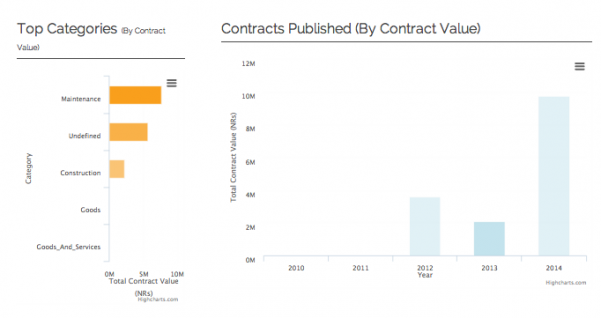 Top Categories (By Contract
Value)
Maintenance
Undefined
Construction
Goods
Goods_And_Services
Category
0M
5M
10M
Total Contract Value
(NRs)
Highcharts.com
Contracts Published (By Contract Value)
12M
10M
8M
6M
4M
2M
0M
Total Contract Value (NRs)
2010
2011
2012
2013
2014
Year
Highcharts.com